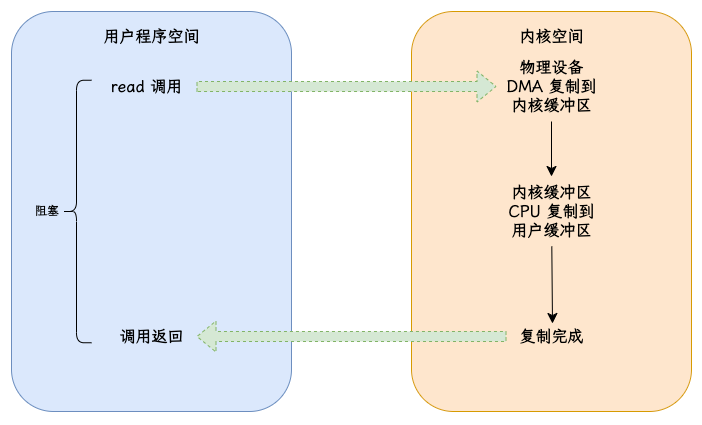 用户程序空间
read 调用
阻塞
调用返回
内核空间
物理设备
DMA 复制到
内核缓冲区
内核缓冲区
CPU 复制到
用户缓冲区
复制完成